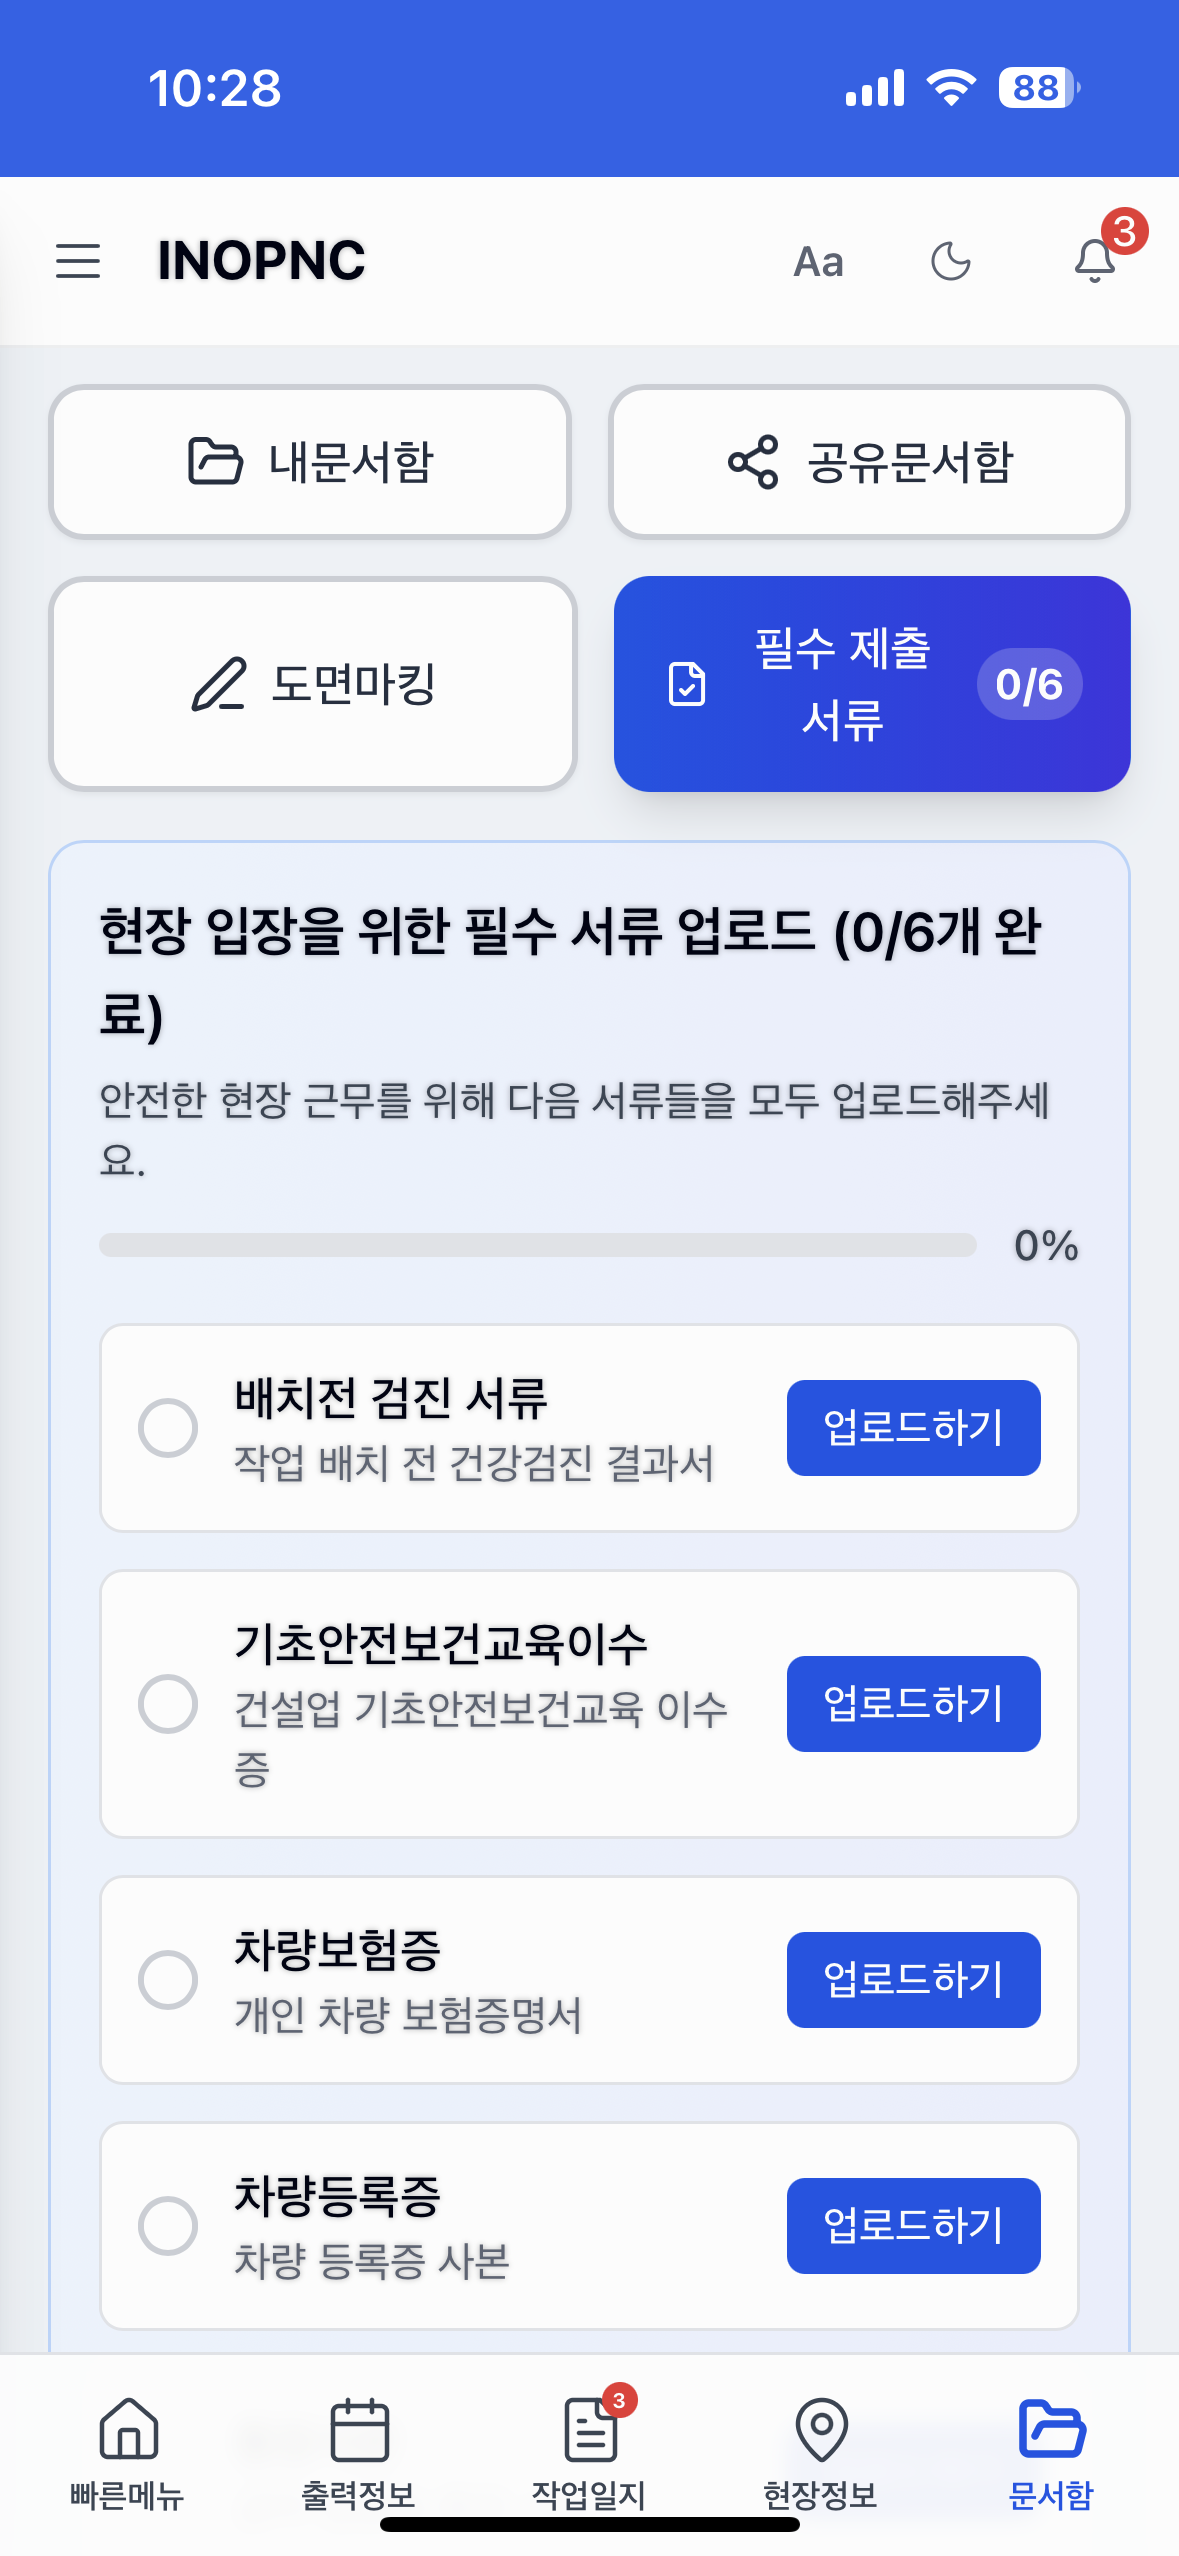 10:28
88
INOPNC
Aa
3
내문서함
공유문서함
도면마킹
필수 제출
서류
0/6
현장 입장을 위한 필수 서류 업로드 (0/6개 완
료)
안전한 현장 근무를 위해 다음 서류들을 모두 업로드해주세
요.
0%
배치전 검진 서류
작업 배치 전 건강검진 결과서
업로드하기
기초안전보건교육이수
건설업 기초안전보건교육 이수
증
업로드하기
차량보험증
개인 차량 보험증명서
업로드하기
차량등록증
차량 등록증 사본
업로드하기
3
빠른메뉴
출력정보
작업일지
현장정보
문서함